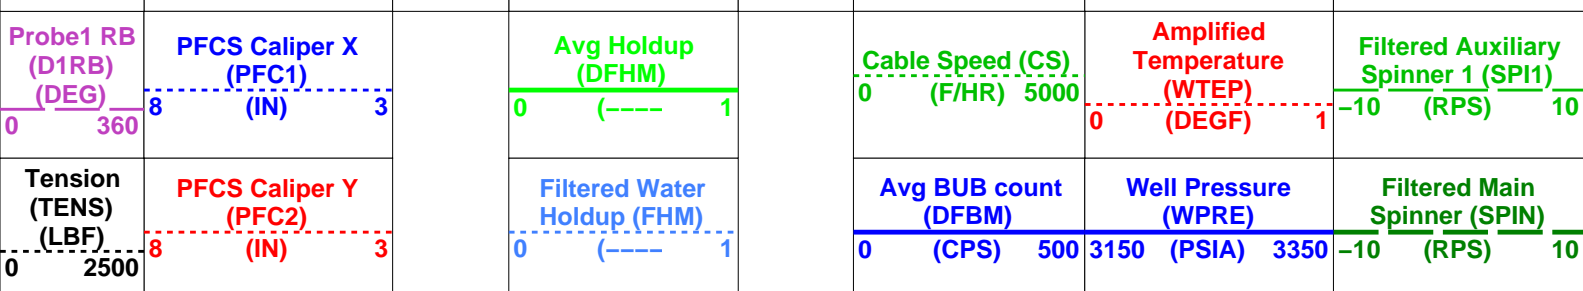 Probe1 RB
(D1RB)
(DEG)
0 360
PFCS Caliper X
(PFC1)
8 (IN) 3
Avg Holdup
(DFHM)
0 (–––– 1
Cable Speed (CS)
0 (F/HR) 5000
Amplified
Temperature
(WTEP)
0 (DEGF) 1
Filtered Auxiliary
Spinner 1 (SPI1)
–10 (RPS) 10
Tension
(TENS)
(LBF)
0 2500
PFCS Caliper Y
(PFC2)
8 (IN) 3
Filtered Water
Holdup (FHM)
0 (–––– 1
Avg BUB count
(DFBM)
0 (CPS) 500
Well Pressure
(WPRE)
3150 (PSIA) 3350
Filtered Main
Spinner (SPIN)
–10 (RPS) 10